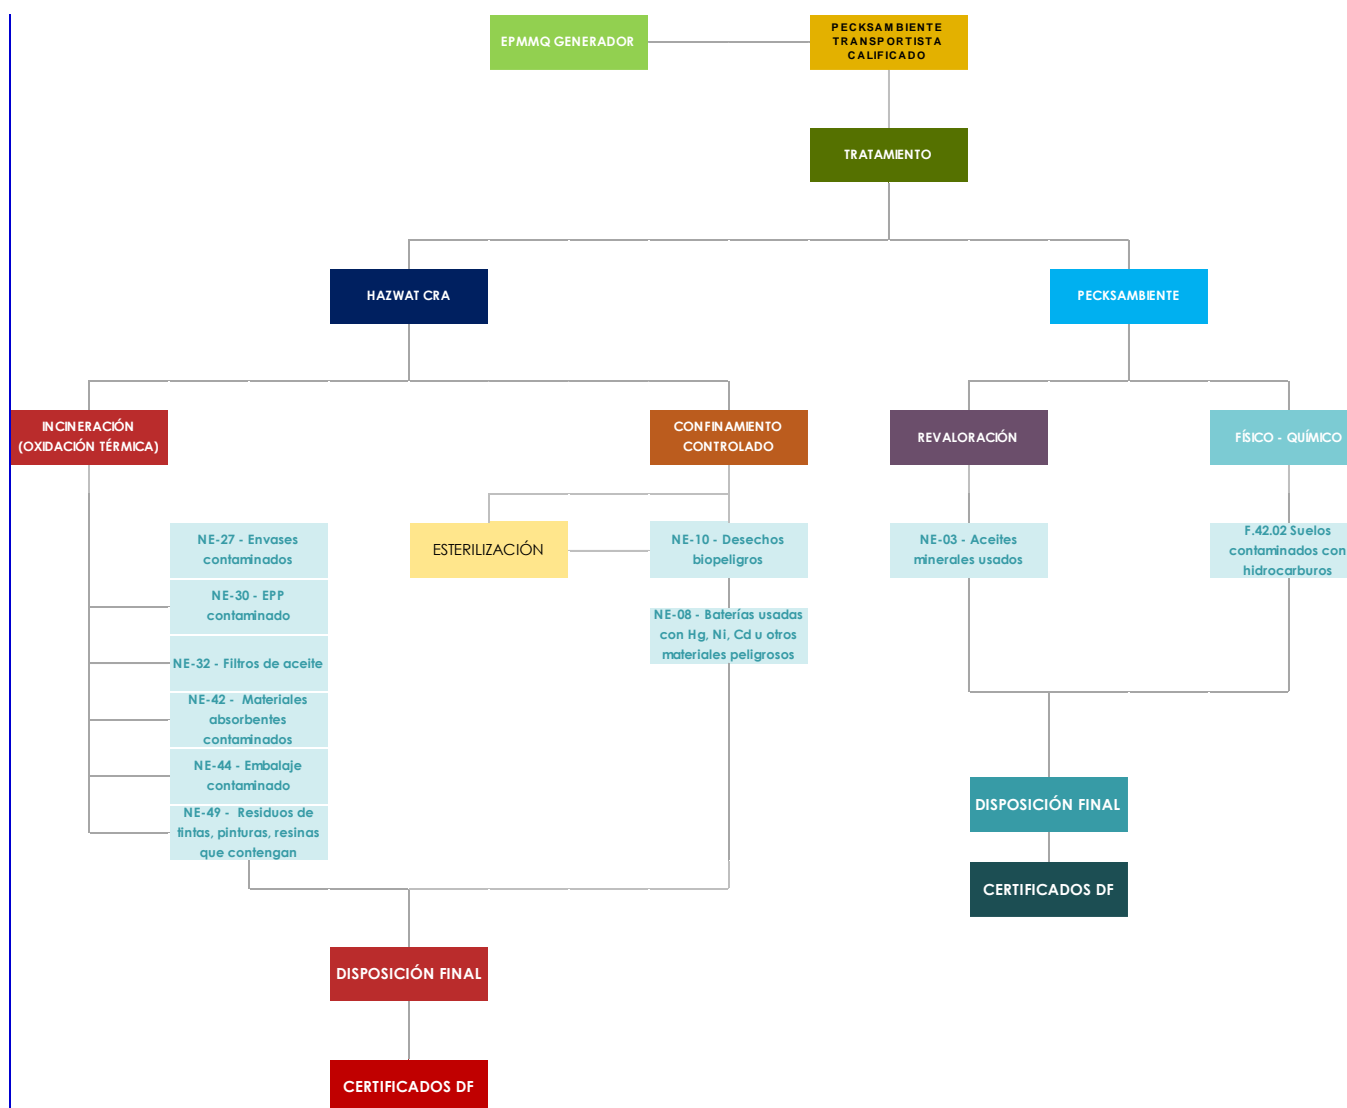 EPMMQ GENERADOR
PECKSAMBIENTE
TRANSPORTISTA
CALIFICADO
TRATAMIENTO
HAZWAT CRA
PECKSAMBIENTE
INCINERACIÓN
(OXIDACIÓN TÉRMICA)
CONFINAMIENTO
CONTROLADO
REVALORACIÓN
FÍSICO - QUÍMICO
NE-27 - Envases
contaminados
NE-30 - EPP
contaminado
NE-32 - Filtros de aceite
NE-42 - Materiales
absorbentes
contaminados
NE-44 - Embalaje
contaminado
NE-49 - Residuos de
tintas, pinturas, resinas
que contengan
ESTERILIZACIÓN
NE-10 - Desechos
biopeligros
NE-08 - Baterías usadas
con Hg, Ni, Cd u otros
materiales peligrosos
NE-03 - Aceites
minerales usados
F.42.02 Suelos
contaminados con
hidrocarburos
DISPOSICIÓN FINAL
CERTIFICADOS DF
DISPOSICIÓN FINAL
CERTIFICADOS DF